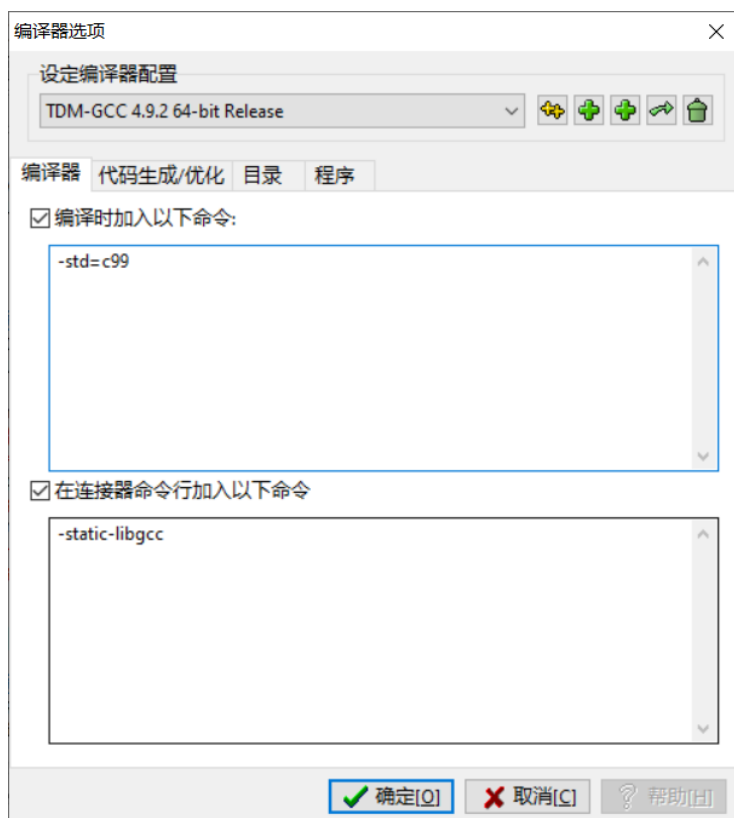 编译器选项
设定编译器配置
TDM-GCC 4.9.2 64-bit Release
编译器 代码生成/优化 目录 程序
编译时加入以下命令:
-std=c99
在连接器命令行加入以下命令
-static-libgcc
确定[O] 取消[C] 帮助[H]